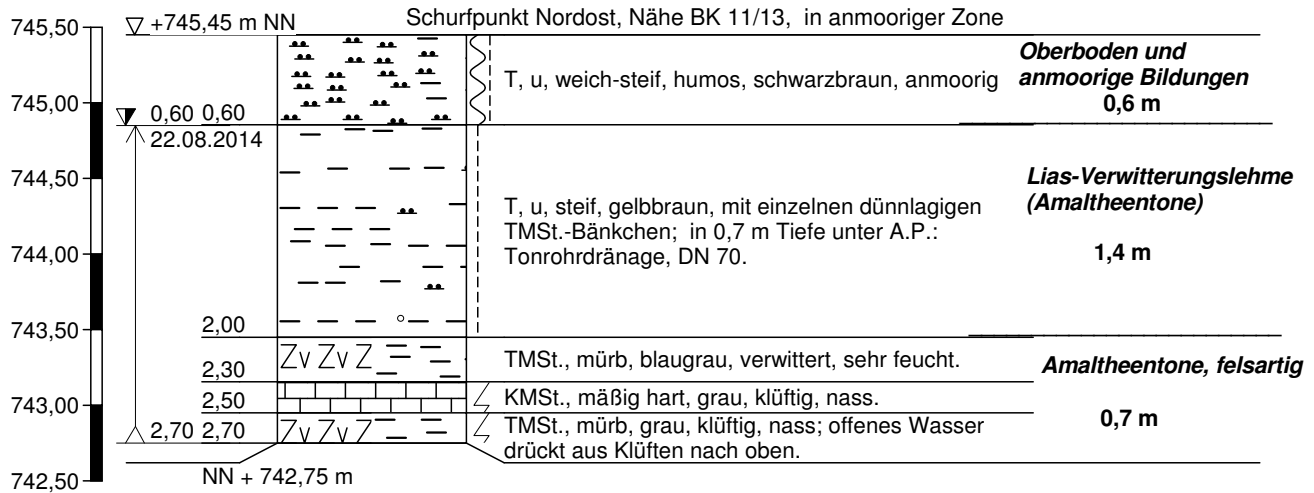 Schurfpunkt Nordost, Nähe BK 11/13, in anmooriger Zone
745,50
+745,45 m NN
T, u, weich-steif, humos, schwarzbraun, anmoorig
Oberboden und
anmoorige Bildungen
0,6 m
745,00
0,60 0,60
22.08.2014
744,50
T, u, steif, gelbbraun, mit einzelnen dünnlagigen
TMSt.-Bänkchen; in 0,7 m Tiefe unter A.P.:
Tonrohrdränage, DN 70.
Lias-Verwitterungslehme
(Amaltheentone)
1,4 m
744,00
743,50
2,00
TMSt., mürb, blaugrau, verwittert, sehr feucht.
2,30
Amaltheentone, felsartig
0,7 m
743,00
2,50
KMSt., mäßig hart, grau, klüftig, nass.
2,70 2,70
TMSt., mürb, grau, klüftig, nass; offenes Wasser
drückt aus Klüften nach oben.
742,50
NN + 742,75 m